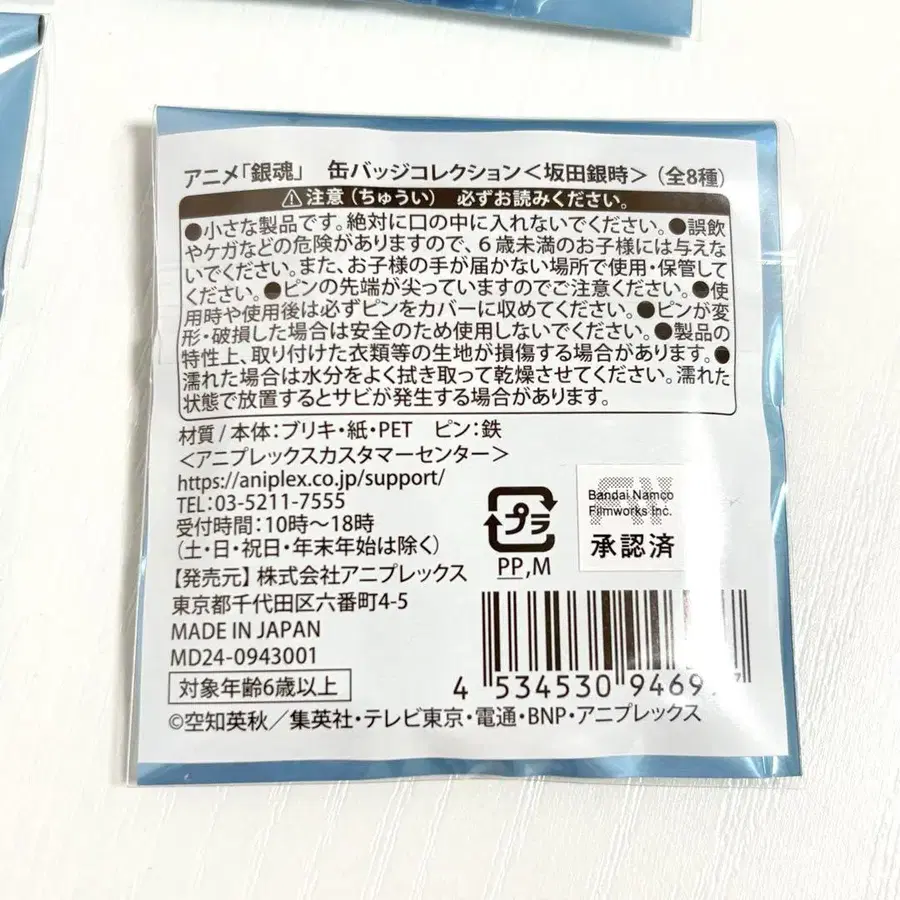 アニメ「銀魂」 缶バッジコレクション＜坂田銀時＞（全8種）
⚠注意（ちゅうい） 必ずお読みください。
●小さな製品です。絶対に口の中に入れないでください。●誤飲
やケガなどの危険がありますので、6歳未満のお子様には与えな
いでください。また、お子様の手が届かない場所で使用・保管して
ください。●ピンの先端が尖っていますのでご注意ください。●使
用時や使用後は必ずピンをカバーに収めてください。●ピンが変
形・破損した場合は安全のため使用しないでください。●製品の
特性上、取り付けた衣類等の生地が損傷する場合があります。●
濡れた場合は水分をよく拭き取って乾燥させてください。濡れた
状態で放置するとサビが発生する場合があります。
材質/本体：ブリキ・紙・PET ピン：鉄
＜アニプレックスカスタマーセンター＞
https://aniplex.co.jp/support/
TEL：03-5211-7555
受付時間：10時～18時
（土・日・祝日・年末年始は除く）
【発売元】株式会社アニプレックス
東京都千代田区六番町4-5
MADE IN JAPAN
MD24-0943001
対象年齢6歳以上
プラ
PP,M
Bandai Namco
Filmworks Inc.
承認済
4 534530 9469
©空知英秋／集英社・テレビ東京・電通・BNP・アニプレックス